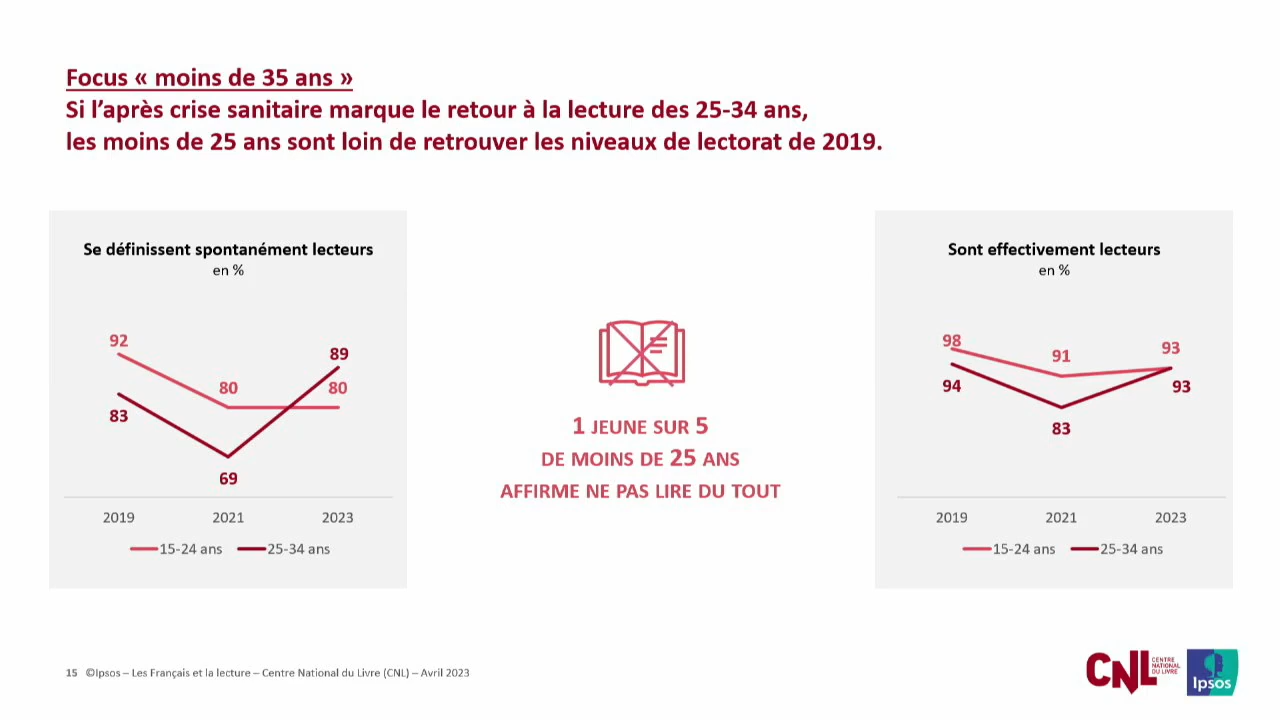 Focus « moins de 35 ans »
Si l’après crise sanitaire marque le retour à la lecture des 25-34 ans,
les moins de 25 ans sont loin de retrouver les niveaux de lectorat de 2019.
Se définissent spontanément lecteurs
en %
92
89
80
80
83
69
2019 2021 2023
15-24 ans 25-34 ans
1 JEUNE SUR 5
DE MOINS DE 25 ANS
AFFIRME NE PAS LIRE DU TOUT
Sont effectivement lecteurs
en %
98
91
93
94
93
83
2019 2021 2023
15-24 ans 25-34 ans
15 ©Ipsos – Les Français et la lecture – Centre National du Livre (CNL) – Avril 2023
CNL
CENTRE
NATIONAL
DU LIVRE
Ipsos